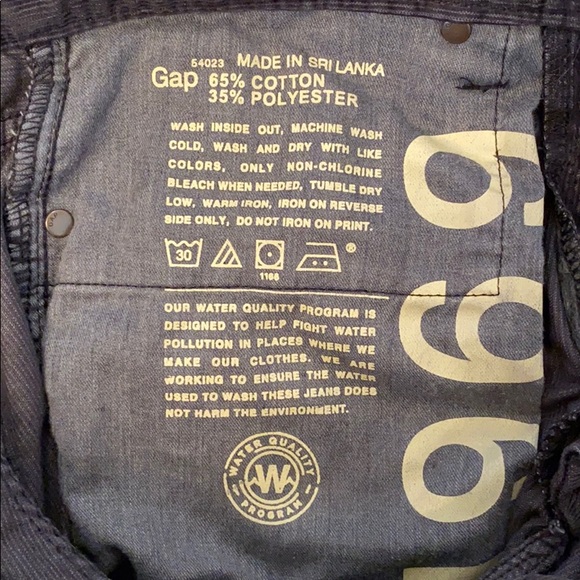 54023 MADE IN SRI LANKA
Gap 65% COTTON
35% POLYESTER
WASH INSIDE OUT, MACHINE WASH
COLD, WASH AND DRY WITH LIKE
COLORS, ONLY NON-CHLORINE
BLEACH WHEN NEEDED, TUMBLE DRY
LOW, WARM IRON, IRON ON REVERSE
SIDE ONLY, DO NOT IRON ON PRINT.
30
®
1166
OUR WATER QUALITY PROGRAM IS
DESIGNED TO HELP FIGHT WATER
POLLUTION IN PLACES WHERE WE
MAKE OUR CLOTHES. WE ARE
WORKING TO ENSURE THE WATER
USED TO WASH THESE JEANS DOES
NOT HARM THE ENVIRONMENT.
WATER QUALITY
W
PROGRAM
1969